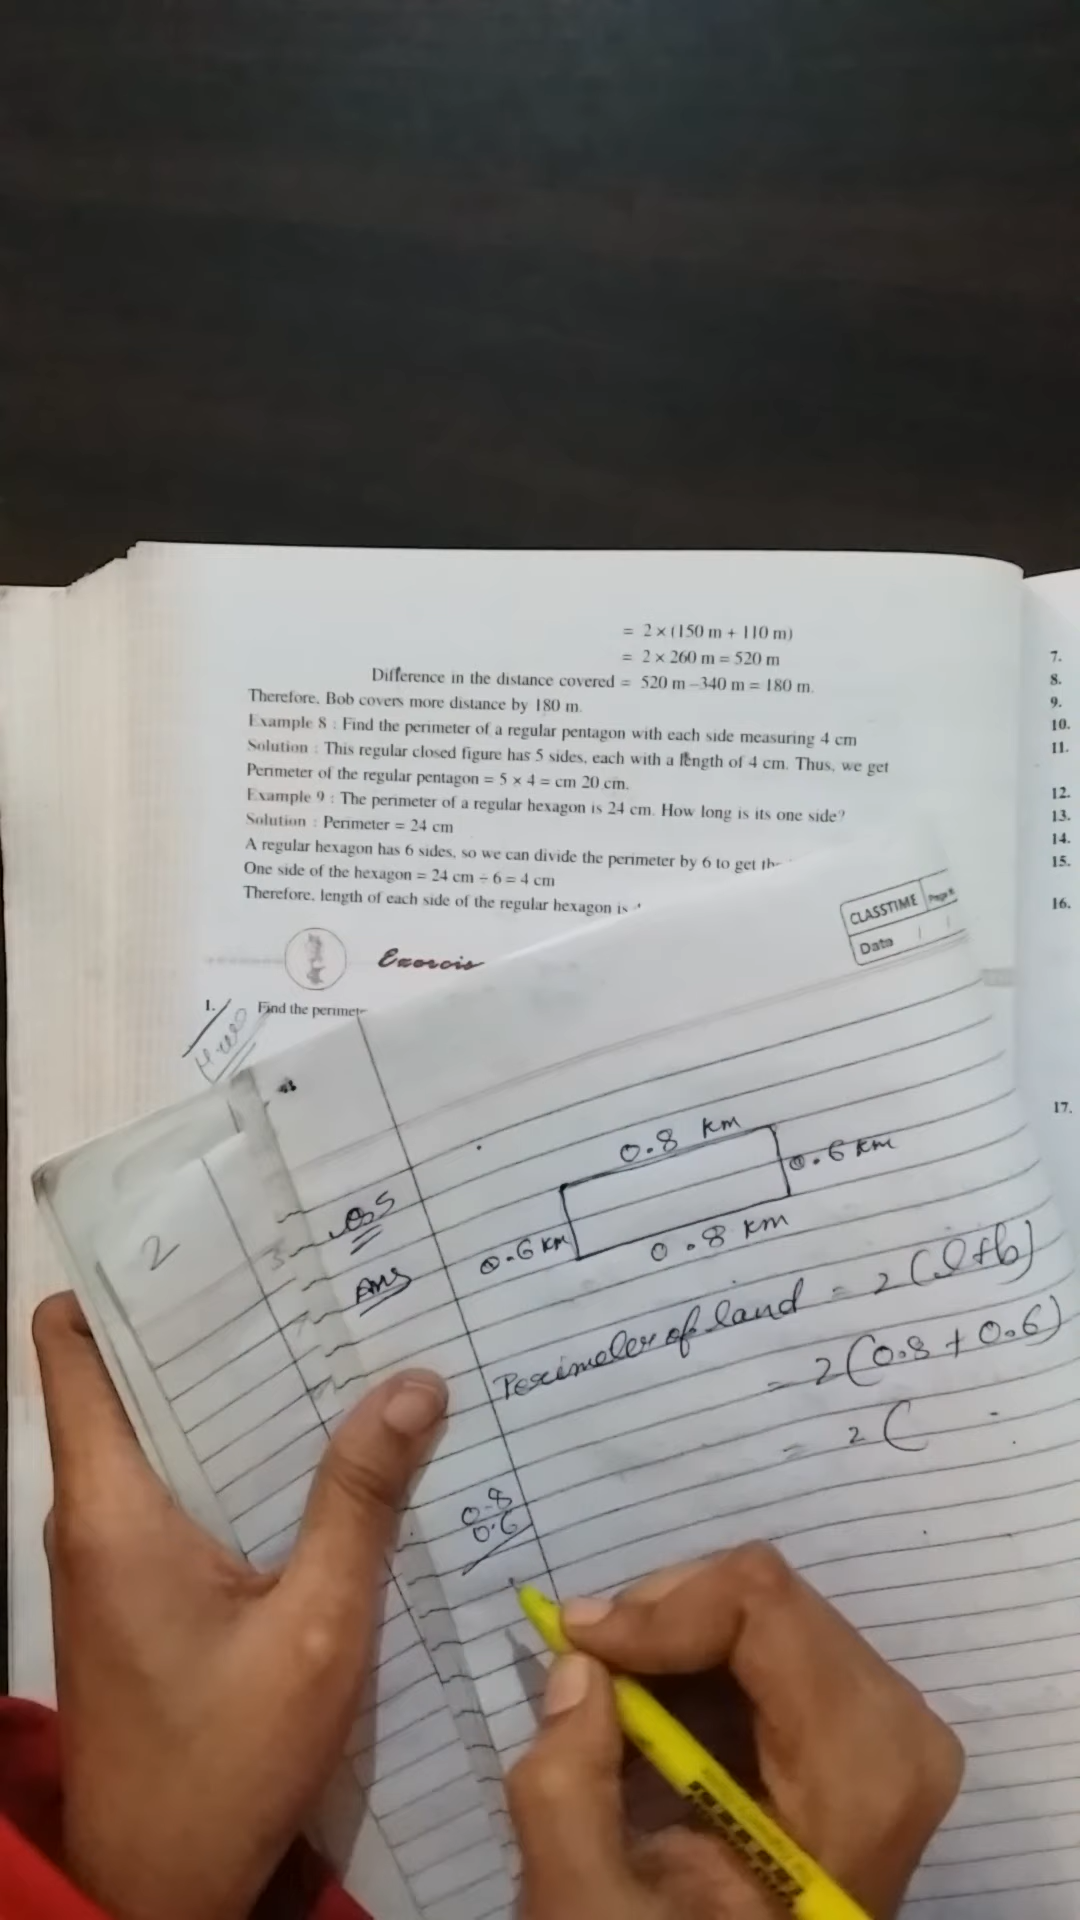 = 2 × (150 m + 110 m)
= 2 × 260 m = 520 m
Difference in the distance covered = 520 m –340 m = 180 m.
Therefore, Bob covers more distance by 180 m.
Example 8 : Find the perimeter of a regular pentagon with each side measuring 4 cm
Solution : This regular closed figure has 5 sides, each with a length of 4 cm. Thus, we get
Perimeter of the regular pentagon = 5 × 4 = cm 20 cm.
Example 9 : The perimeter of a regular hexagon is 24 cm. How long is its one side?
Solution : Perimeter = 24 cm
A regular hexagon has 6 sides, so we can divide the perimeter by 6 to get
One side of the hexagon = 24 cm ÷ 6 = 4 cm
Therefore, length of each side of the regular hexagon is
Exercis
1. Find the perimet
7.
8.
9.
10.
11.
12.
13.
14.
15.
16.
17.
CLASSTIME
Date / /
2
Ans
0.8 km
0.6 km
0.6 km
0.8 km
Perimeter of land = 2(l+b)
= 2(0.8 + 0.6)
= 2(
0.8
0.6